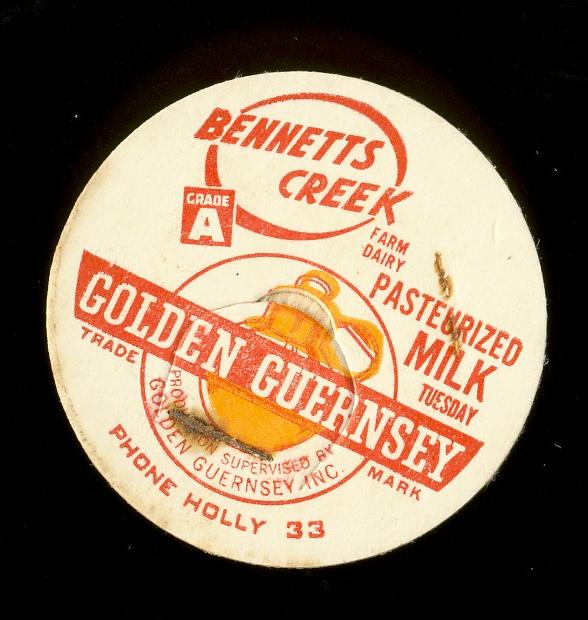 BENNETTS
CREEK
GRADE
A
FARM
DAIRY
PASTEURIZED
MILK
TUESDAY
GOLDEN GUERNSEY
TRADE
MARK
PRODUCTION SUPERVISED BY
GOLDEN GUERNSEY INC.
PHONE HOLLY 33